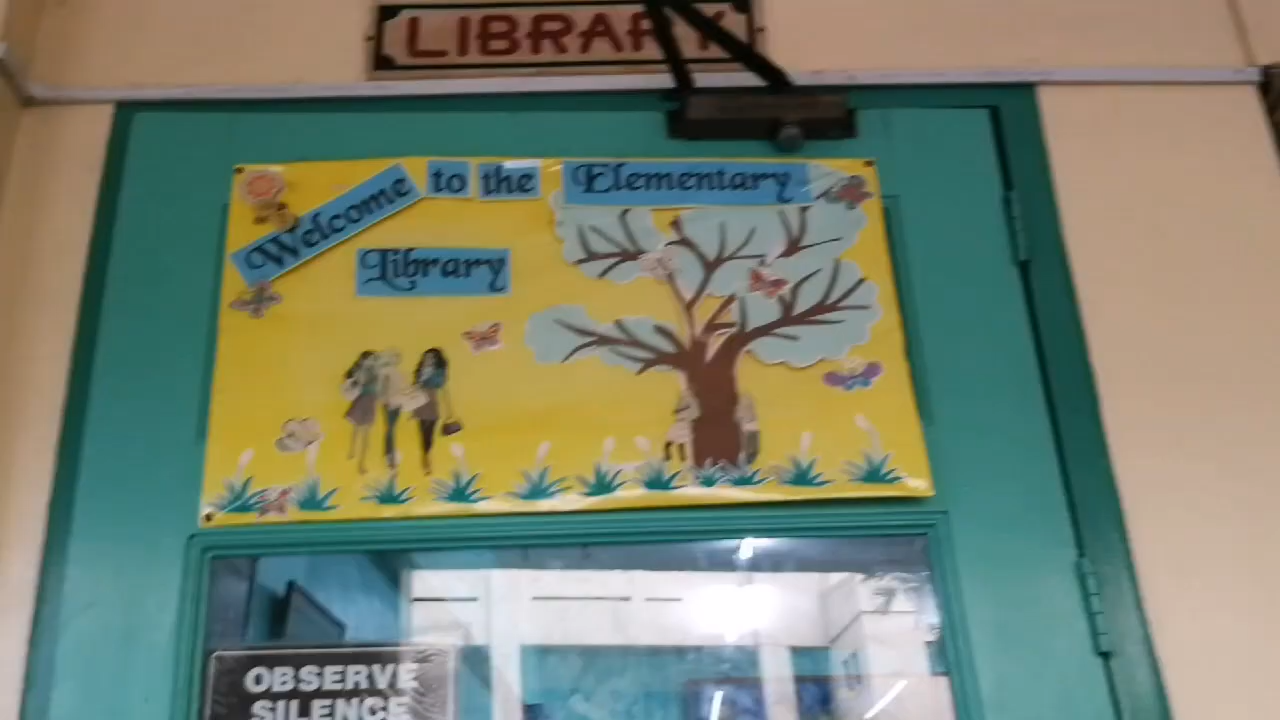 LIBRARY
Welcome to the Elementary
Library
OBSERVE
SILENCE